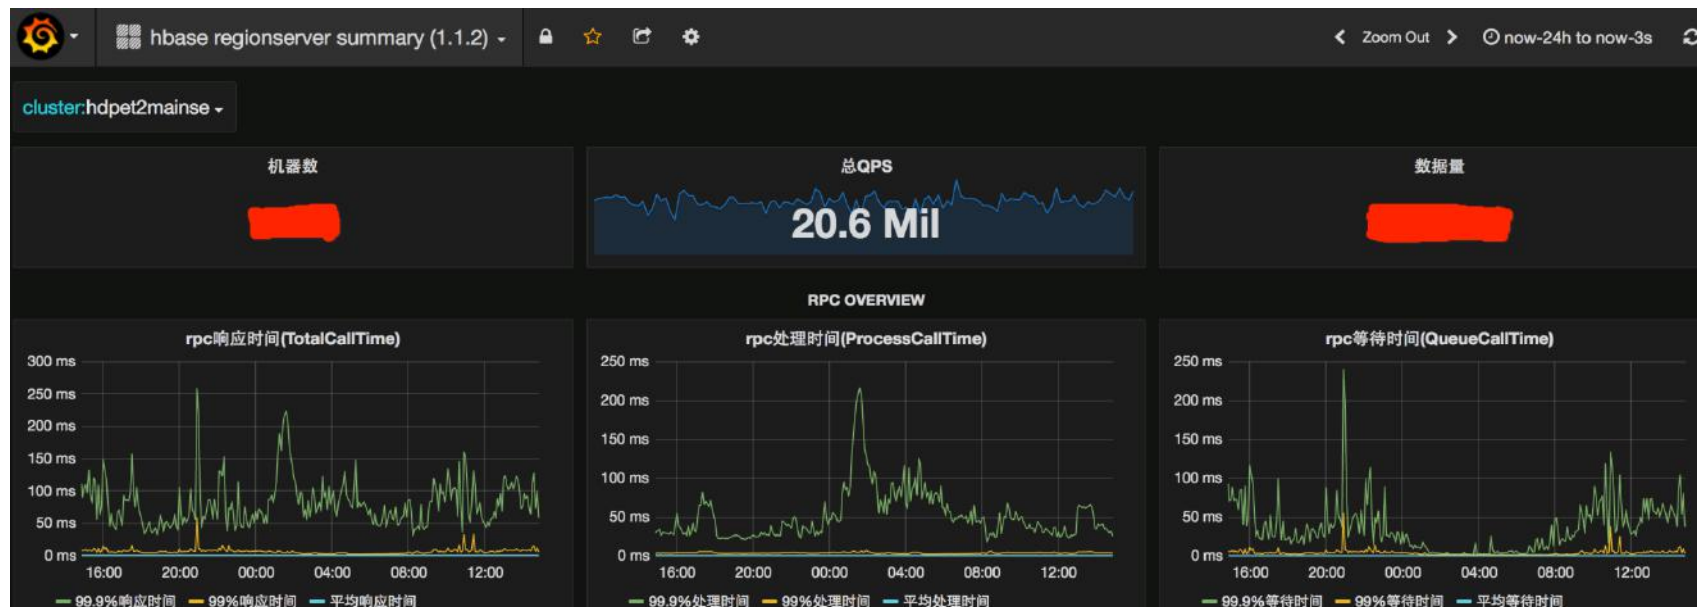 hbase regionserver summary (1.1.2)
Zoom Out
now-24h to now-3s
cluster:hdpet2mainse
机器数
总QPS
数据量
20.6 Mil
RPC OVERVIEW
rpc响应时间(TotalCallTime)
rpc处理时间(ProcessCallTime)
rpc等待时间(QueueCallTime)
300 ms
250 ms
200 ms
150 ms
100 ms
50 ms
0 ms
16:00 20:00 00:00 04:00 08:00 12:00
99.9%响应时间 99%响应时间 平均响应时间
250 ms
200 ms
150 ms
100 ms
50 ms
0 ms
16:00 20:00 00:00 04:00 08:00 12:00
99.9%处理时间 99%处理时间 平均处理时间
250 ms
200 ms
150 ms
100 ms
50 ms
0 ms
16:00 20:00 00:00 04:00 08:00 12:00
99.9%等待时间 99%等待时间 平均等待时间